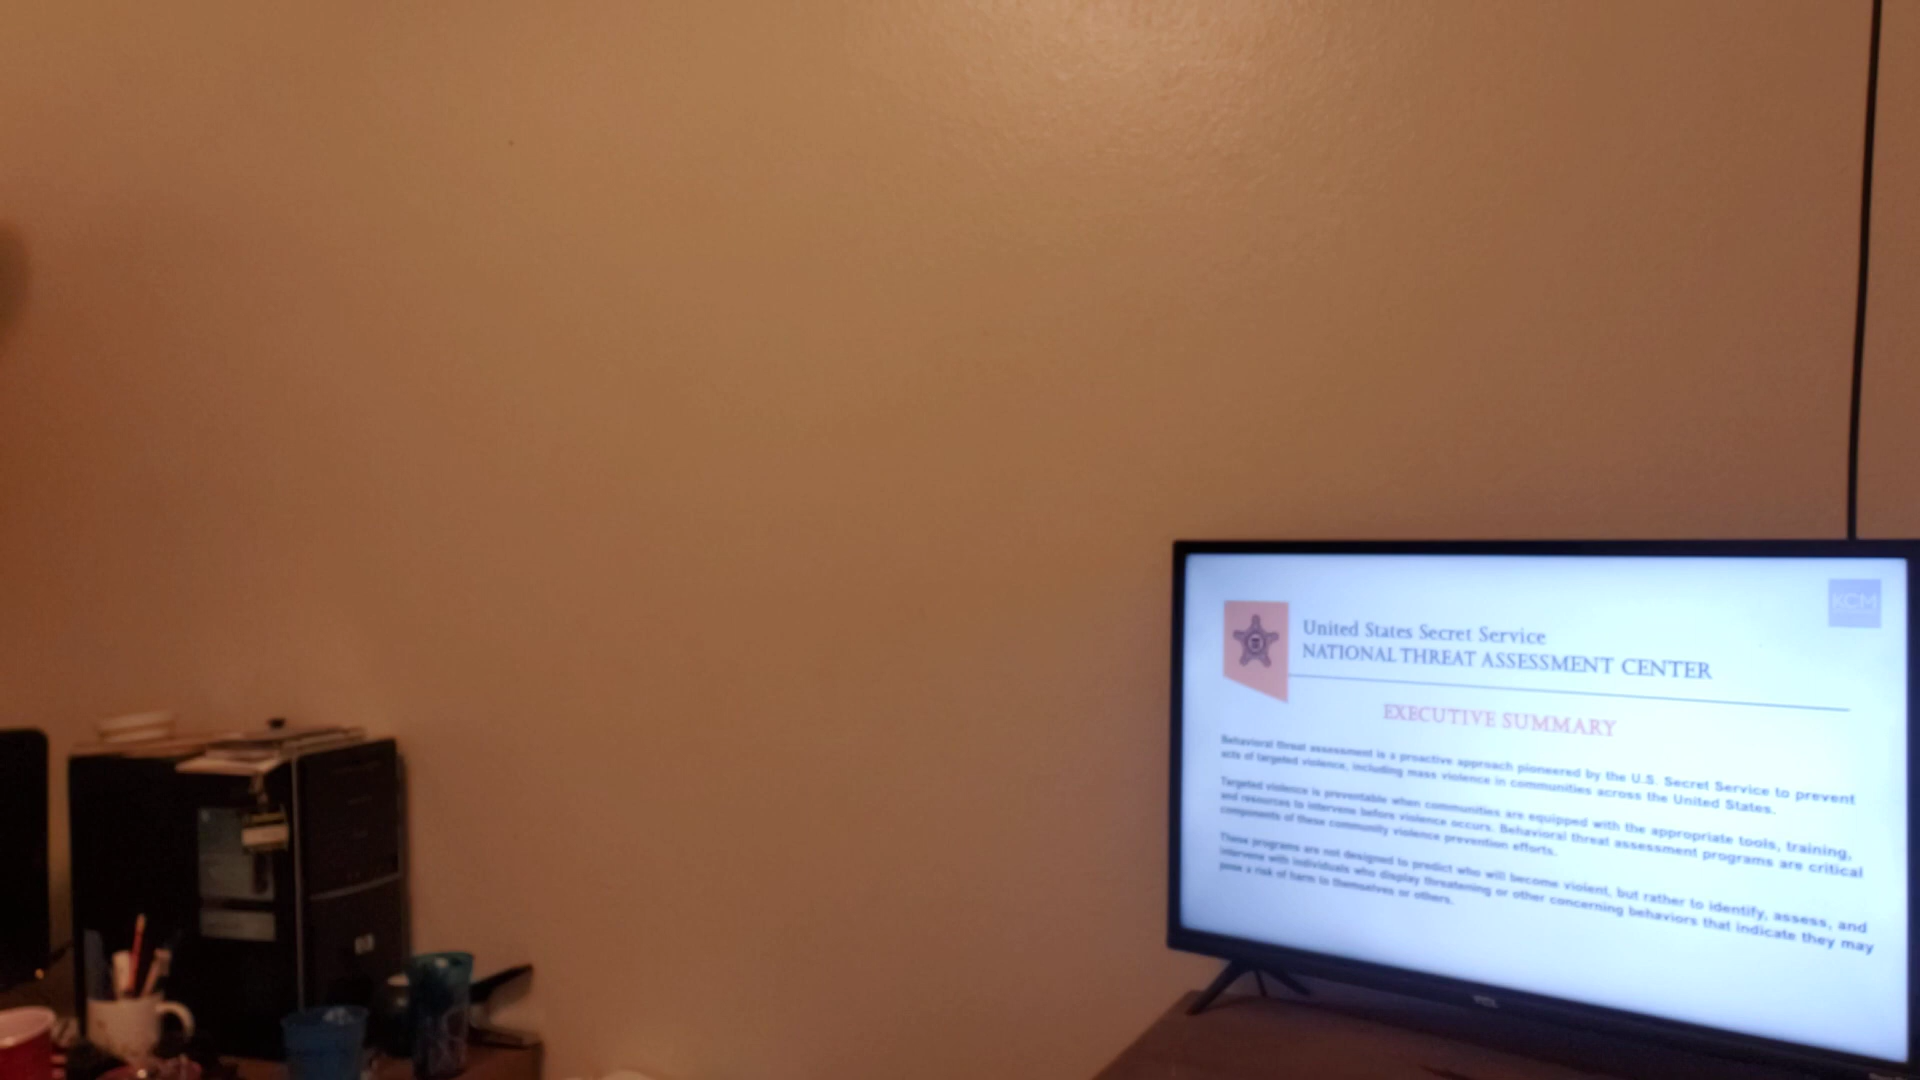 KCM
United States Secret Service
NATIONAL THREAT ASSESSMENT CENTER
EXECUTIVE SUMMARY
Behavioral threat assessment is a proactive approach pioneered by the U.S. Secret Service to prevent
acts of targeted violence, including mass violence in communities across the United States.
Targeted violence is preventable when communities are equipped with the appropriate tools, training,
and resources to intervene before violence occurs. Behavioral threat assessment programs are critical
components of these community violence prevention efforts.
These programs are not designed to predict who will become violent, but rather to identify, assess, and
intervene with individuals who display threatening or other concerning behaviors that indicate they may
pose a risk of harm to themselves or others.
TCL